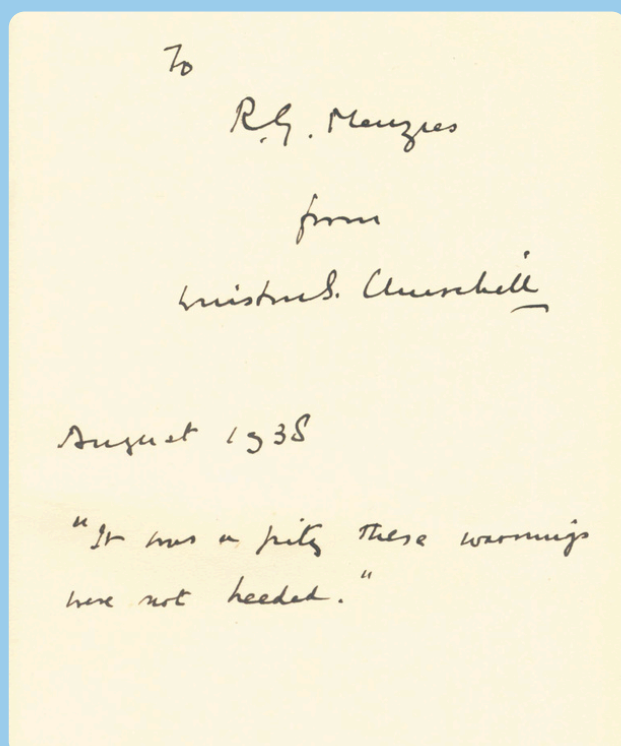 To
R.G. Menzies
from
Winston S. Churchill
August 1938
"It was a pity these warnings
were not heeded."